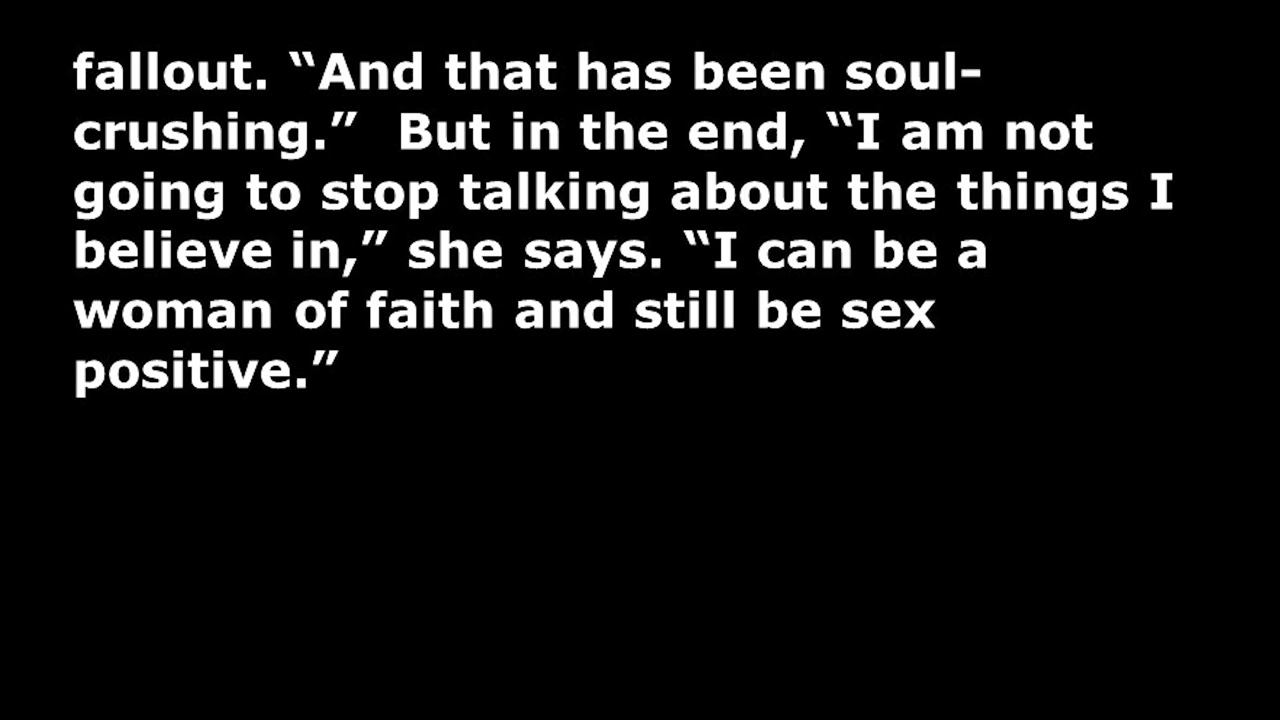 fallout. “And that has been soul-
crushing.”  But in the end, “I am not
going to stop talking about the things I
believe in,” she says. “I can be a
woman of faith and still be sex
positive.”